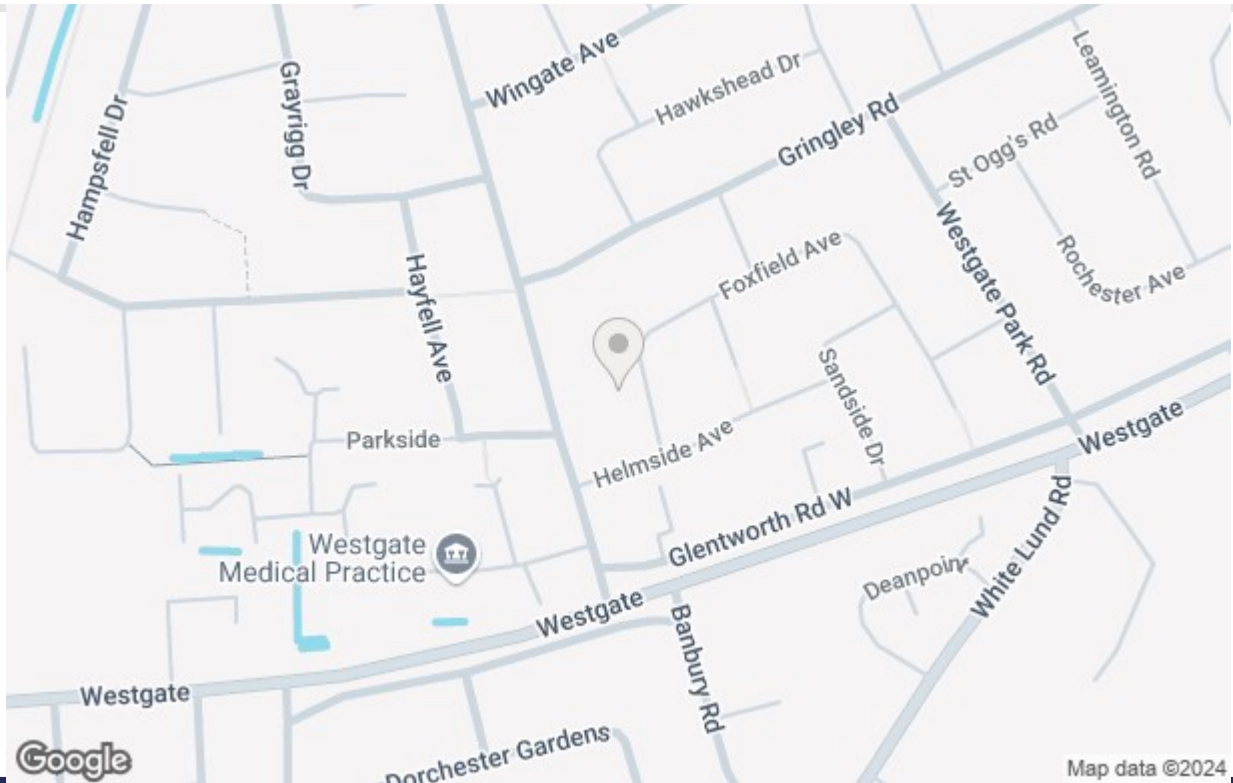 Wingate Ave
Hawkshead Dr
Leamington Rd
Grayrigg Dr
Gringley Rd
Hampsfell Dr
St Ogg's Rd
Westgate Park Rd
Rochester Ave
Foxfield Ave
Hayfell Ave
Sandside Dr
Parkside
Helmside Ave
Westgate
White Lund Rd
Glentworth Rd W
Westgate
Medical Practice
Deanpoint
Westgate
Banbury Rd
Westgate
Dorchester Gardens
Google
Map data ©2024